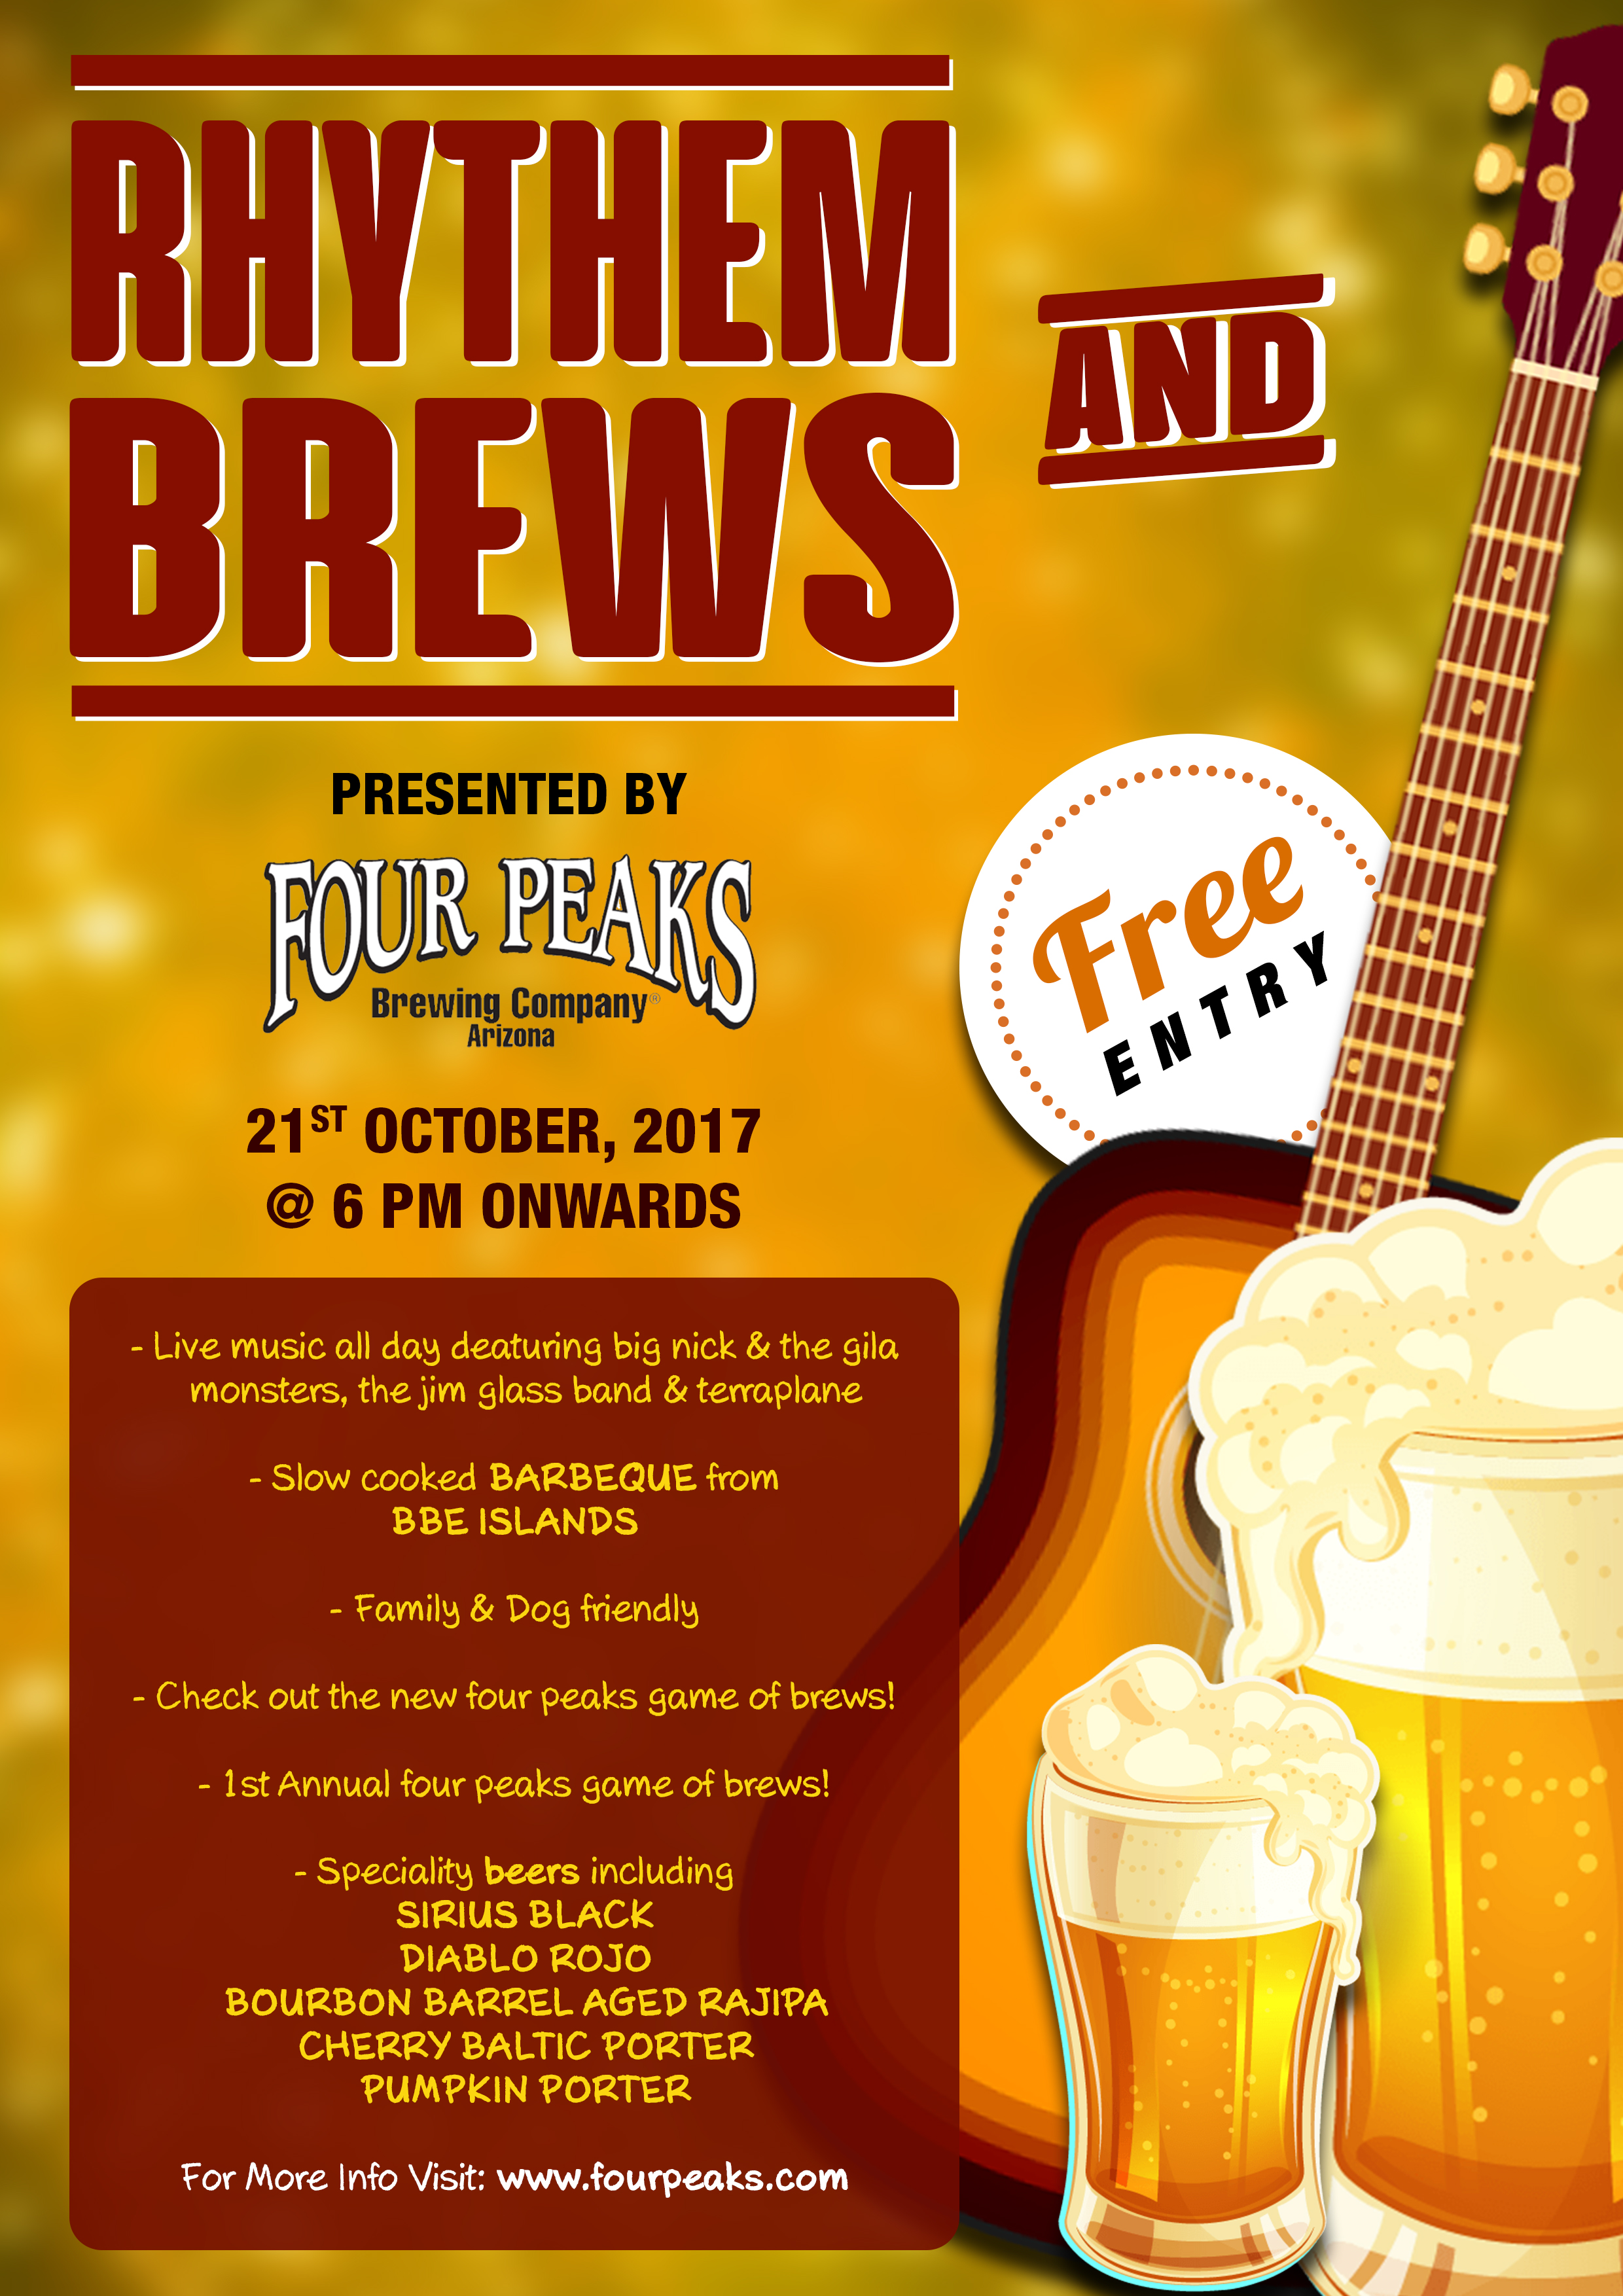 RHYTHEM
AND
BREWS
PRESENTED BY
FOUR PEAKS
Brewing Company®
Arizona
21ST OCTOBER, 2017
@ 6 PM ONWARDS
Free
ENTRY
- Live music all day deaturing big nick & the gila
monsters, the jim glass band & terraplane
- Slow cooked BARBEQUE from
BBE ISLANDS
- Family & Dog friendly
- Check out the new four peaks game of brews!
- 1st Annual four peaks game of brews!
- Speciality beers including
SIRIUS BLACK
DIABLO ROJO
BOURBON BARREL AGED RAJIPA
CHERRY BALTIC PORTER
PUMPKIN PORTER
For More Info Visit: www.fourpeaks.com